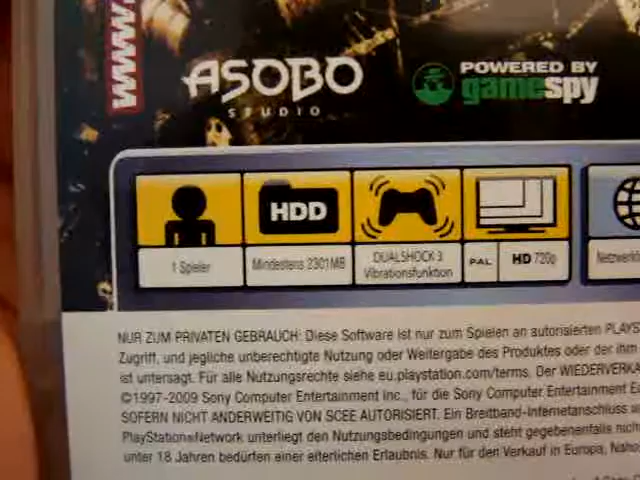 www.
ASOBO
STUDIO
POWERED BY
gamespy
HDD
1 Spieler
Mindestens 2301MB
DUALSHOCK 3
Vibrationsfunktion
PAL
HD 720p
NUR ZUM PRIVATEN GEBRAUCH: Diese Software ist nur zum Spielen an autorisierten
Zugriff, und jegliche unberechtigte Nutzung oder Weitergabe des Produktes oder der ihm
ist untersagt. Für alle Nutzungsrechte siehe eu.playstation.com/terms. Der
©1997-2009 Sony Computer Entertainment Inc., für die Sony Computer Entertainment
SOFERN NICHT ANDERWEITIG VON SCEE AUTORISIERT. Ein Breitband-Internetanschluss
PlayStation®Network unterliegt den Nutzungsbedingungen und steht gegebenenfalls
unter 18 Jahren bedürfen einer elterlichen Erlaubnis. Nur für den Verkauf in Europa,